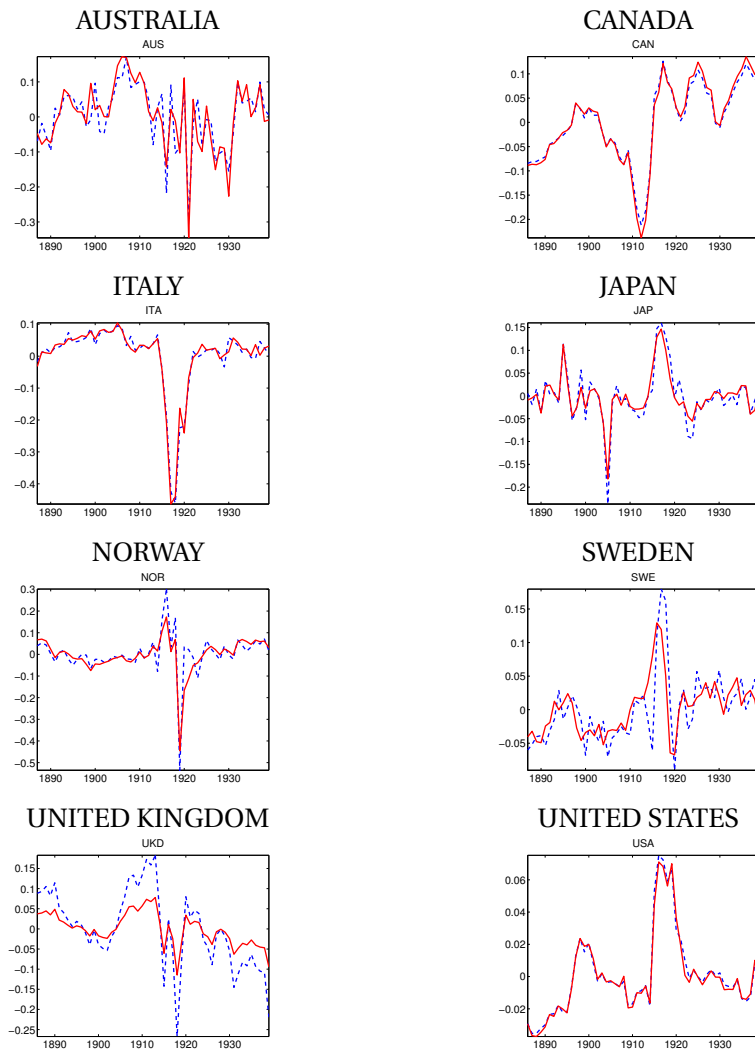 AUSTRALIA
AUS
0.1
0
−0.1
−0.2
−0.3
1890 1900 1910 1920 1930
CANADA
CAN
0.1
0.05
0
−0.05
−0.1
−0.15
−0.2
1890 1900 1910 1920 1930
ITALY
ITA
0.1
0
−0.1
−0.2
−0.3
−0.4
1890 1900 1910 1920 1930
JAPAN
JAP
0.15
0.1
0.05
0
−0.05
−0.1
−0.15
−0.2
1890 1900 1910 1920 1930
NORWAY
NOR
0.3
0.2
0.1
0
−0.1
−0.2
−0.3
−0.4
−0.5
1890 1900 1910 1920 1930
SWEDEN
SWE
0.15
0.1
0.05
0
−0.05
1890 1900 1910 1920 1930
UNITED KINGDOM
UKD
0.15
0.1
0.05
0
−0.05
−0.1
−0.15
−0.2
−0.25
1890 1900 1910 1920 1930
UNITED STATES
USA
0.06
0.04
0.02
0
−0.02
1890 1900 1910 1920 1930